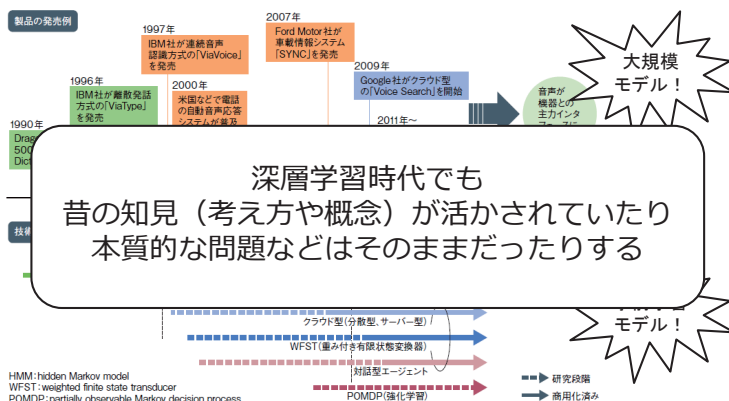 製品の発売例
1990年
Drag
500
Dict
1996年
IBM社が離散発話
方式の「ViaType」
を発売
1997年
IBM社が連続音声
認識方式の「ViaVoice」
を発売
2000年
米国などで電話
の自動音声応答
システムが普及
2007年
Ford Motor社が
車載情報システム
「SYNC」を発売
2009年
Google社がクラウド型
の「Voice Search」を開始
2011年～
音声が
機器との
主力インタ
大規模
モデル！
深層学習時代でも
昔の知見（考え方や概念）が活かされていたり
本質的な問題などはそのままだったりする
技術
モデル！
クラウド型（分散型、サーバー型）
WFST（重み付き有限状態変換器）
対話型エージェント
POMDP（強化学習）
HMM：hidden Markov model
WFST：weighted finite state transducer
POMDP：partially observable Markov decision process
研究段階
商用化済み